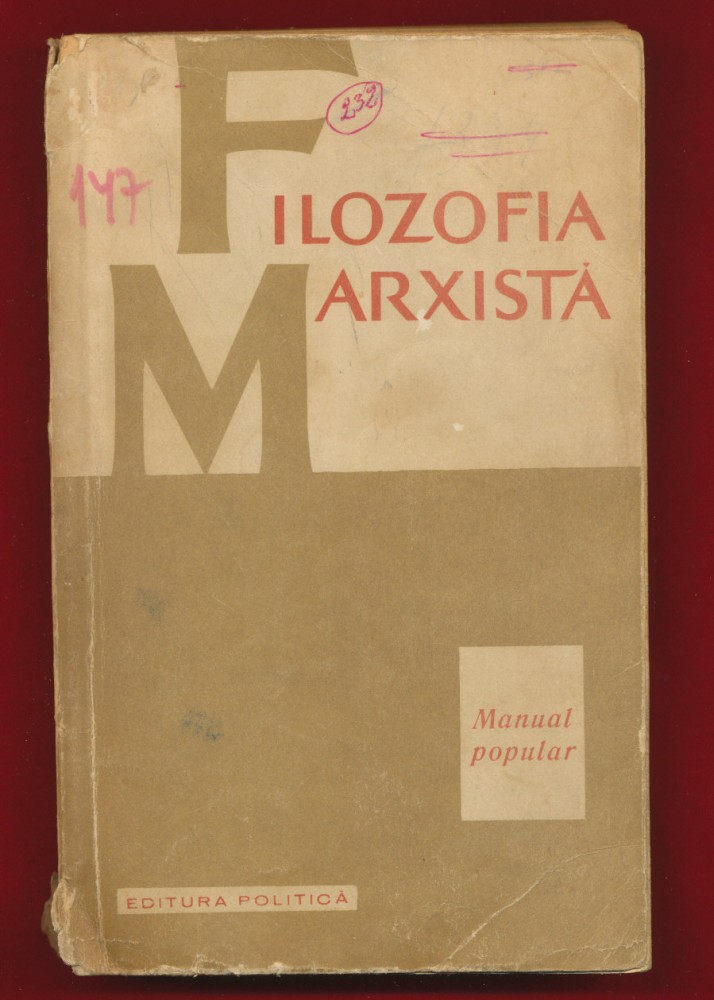 232
147
FILOZOFIA
MARXISTĂ
Manual
popular
EDITURA POLITICĂ